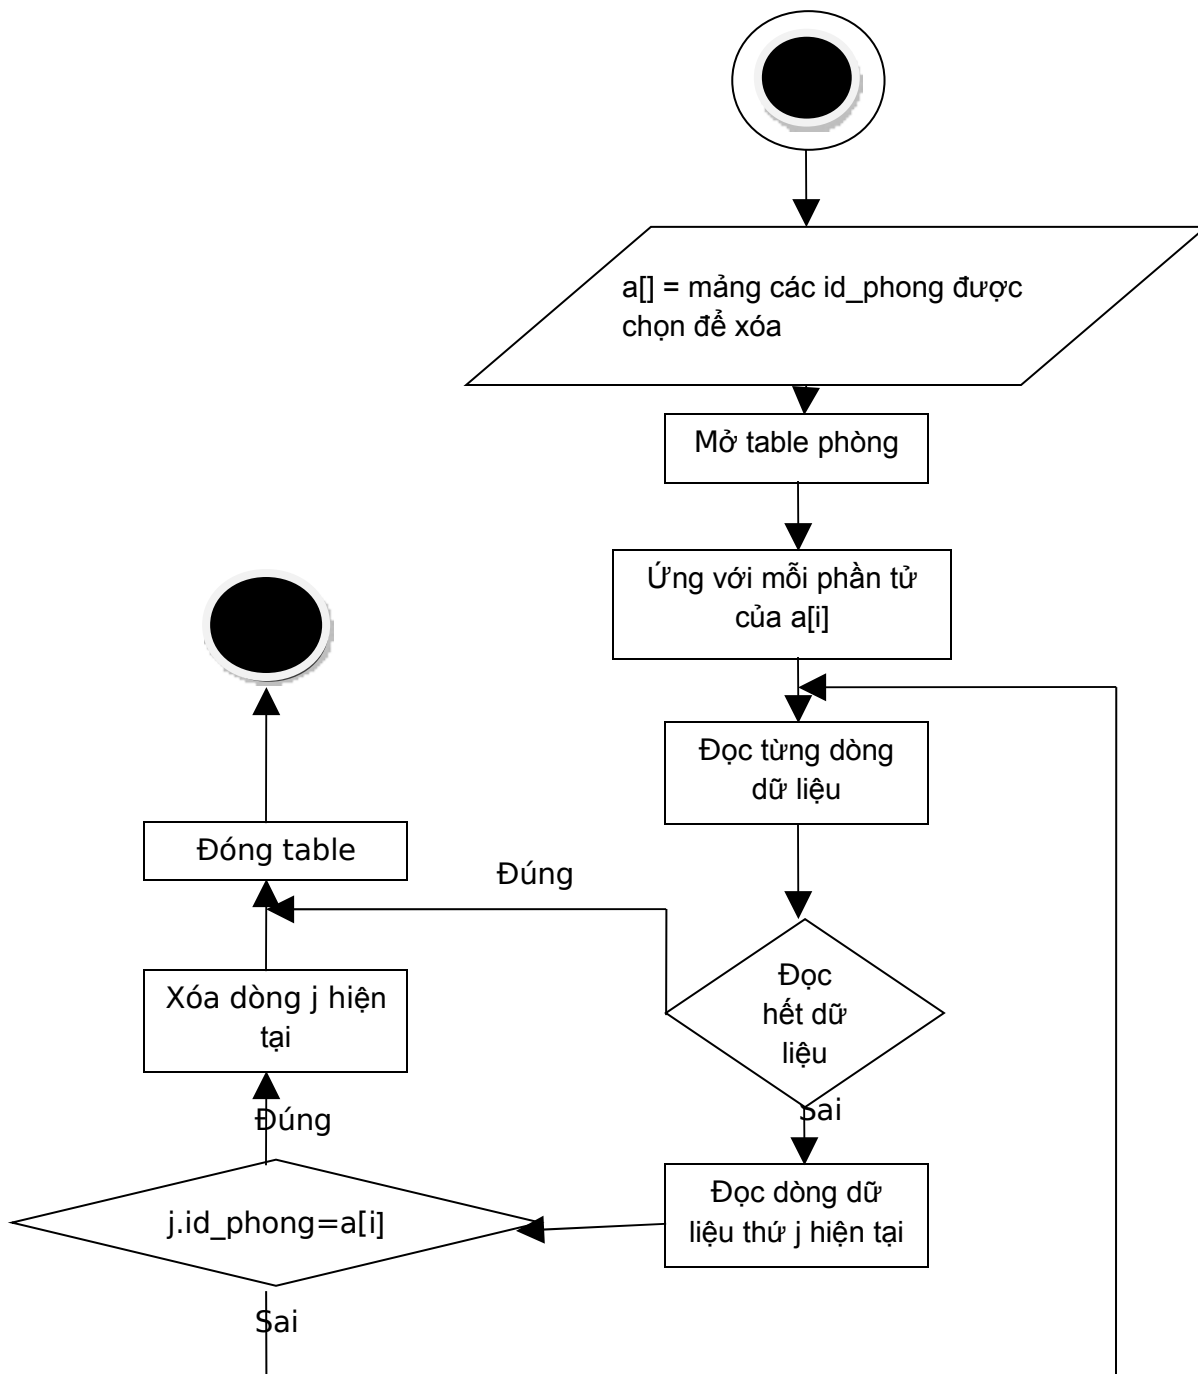 a[] = mảng các id_phong được
chọn để xóa
Mở table phòng
Ứng với mỗi phần tử
của a[i]
Đọc từng dòng
dữ liệu
Đóng table
Đúng
Đọc
hết dữ
liệu
Xóa dòng j hiện
tại
Sai
Đúng
Đọc dòng dữ
liệu thứ j hiện tại
j.id_phong=a[i]
Sai